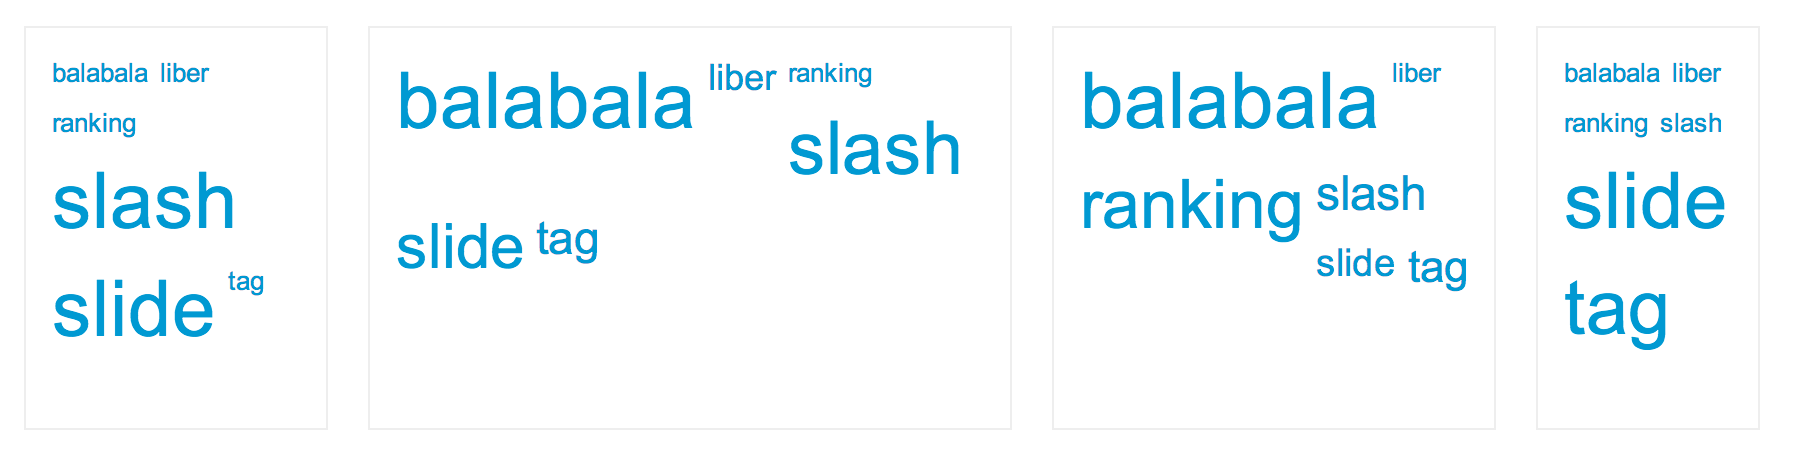 balabala liber
ranking
slash
slide tag
balabala liber ranking
slash
slide tag
balabala liber
ranking slash
slide tag
balabala liber
ranking slash
slide
tag